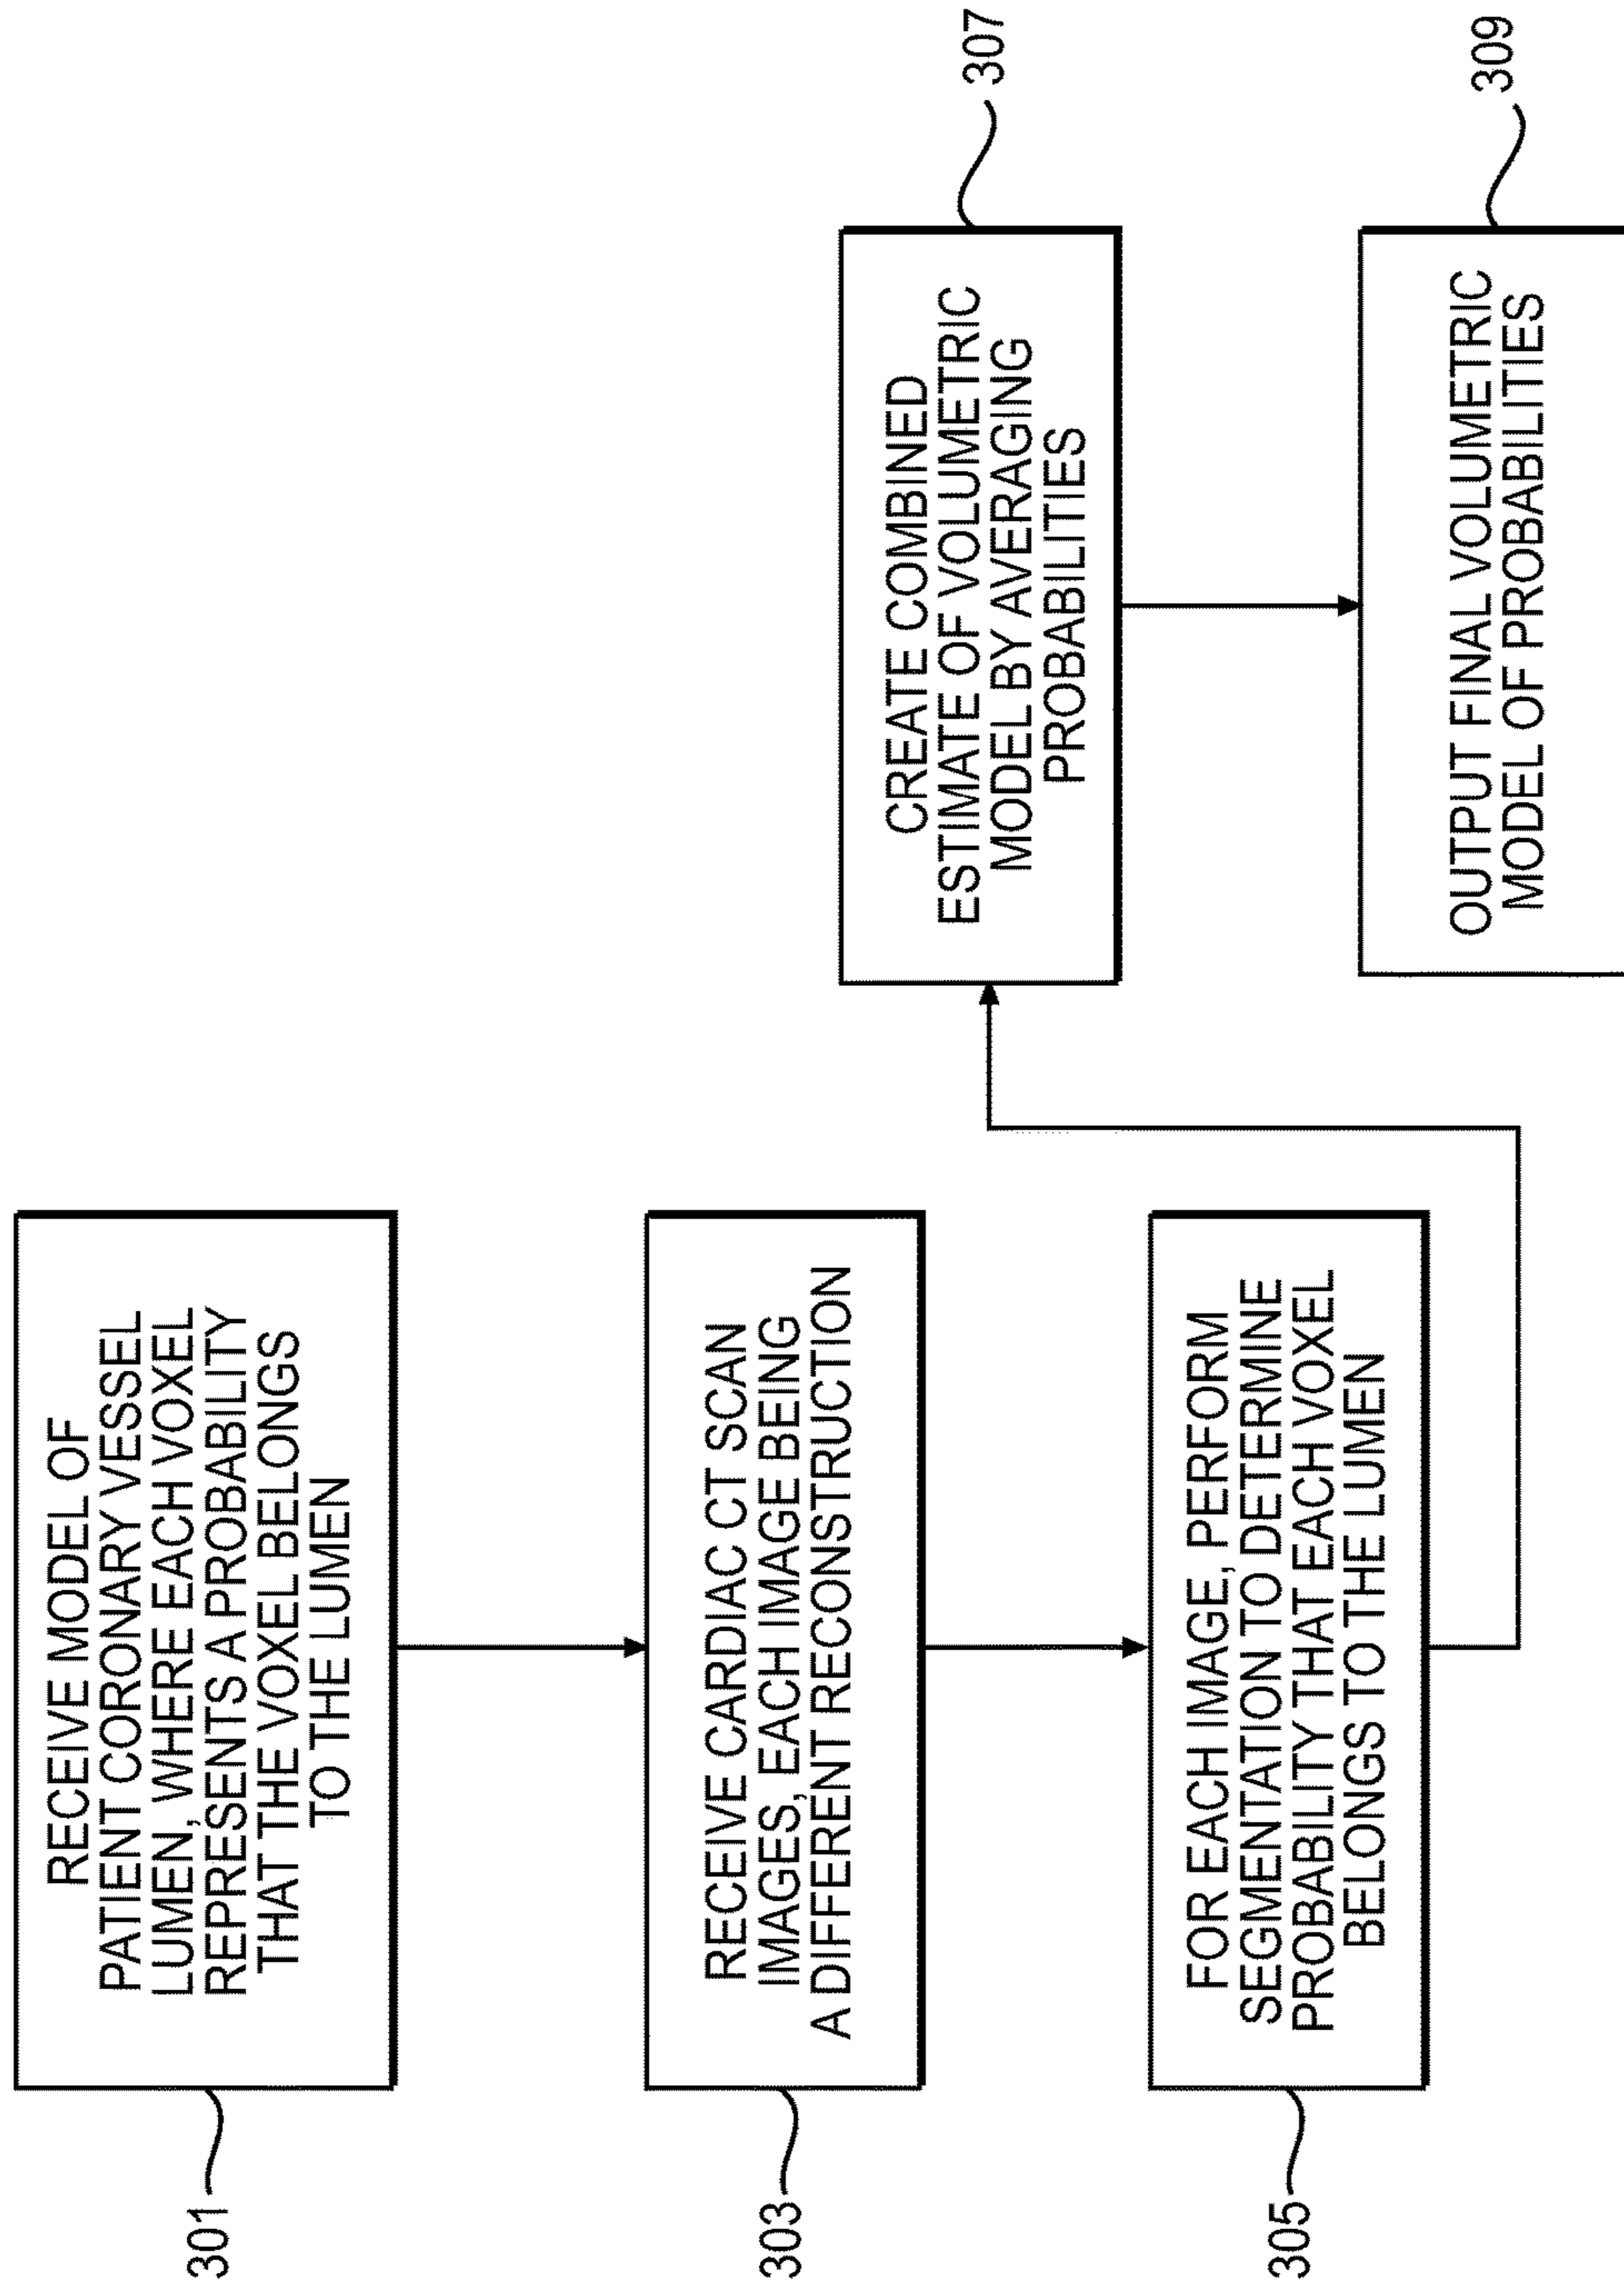 301
RECEIVE MODEL OF
PATIENT CORONARY VESSEL
LUMEN, WHERE EACH VOXEL
REPRESENTS A PROBABILITY
THAT THE VOXEL BELONGS
TO THE LUMEN
303
RECEIVE CARDIAC CT SCAN
IMAGES, EACH IMAGE BEING
A DIFFERENT RECONSTRUCTION
305
FOR EACH IMAGE, PERFORM
SEGMENTATION TO DETERMINE
PROBABILITY THAT EACH VOXEL
BELONGS TO THE LUMEN
307
CREATE COMBINED
ESTIMATE OF VOLUMETRIC
MODEL BY AVERAGING
PROBABILITIES
309
OUTPUT FINAL VOLUMETRIC
MODEL OF PROBABILITIES